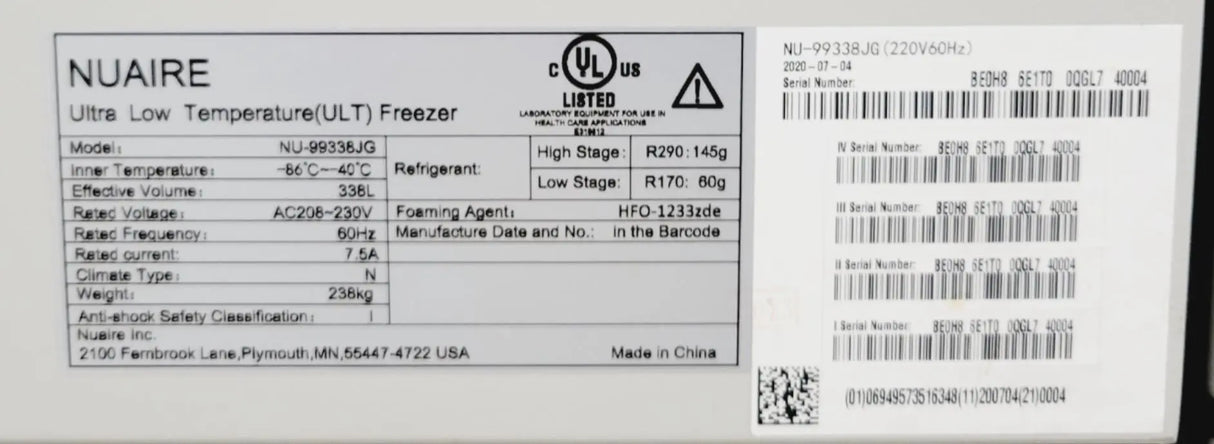 NUAIRE
Ultra Low Temperature(ULT) Freezer
C UL US
LISTED
LABORATORY EQUIPMENT FOR USE IN
HEALTH CARE APPLICATIONS
Model: NU-99338JG
Inner Temperature: -86℃~-40℃
Effective Volume: 338L
Rated Voltage: AC208~230V
Rated Frequency: 60Hz
Rated current: 7.5A
Climate Type: N
Weight: 238kg
Anti-shock Safety Classification: I
Refrigerant:
High Stage: R290:145g
Low Stage: R170: 60g
Foaming Agent: HFO-1233zde
Manufacture Date and No.: in the Barcode
Nuaire Inc.
2100 Fernbrook Lane,Plymouth,MN,55447-4722 USA Made in China
NU-99338JG(220V60Hz)
2020-07-04
Serial Number: BE0H8 6E1T0 0QGL7 40004
IV Serial Number: BE0H8 6E1T0 0QGL7 40004
III Serial Number: BE0H8 6E1T0 0QGL7 40004
II Serial Number: BE0H8 6E1T0 0QGL7 40004
I Serial Number: BE0H8 6E1T0 0QGL7 40004
(01)06949573516348(11)200704(21)0004